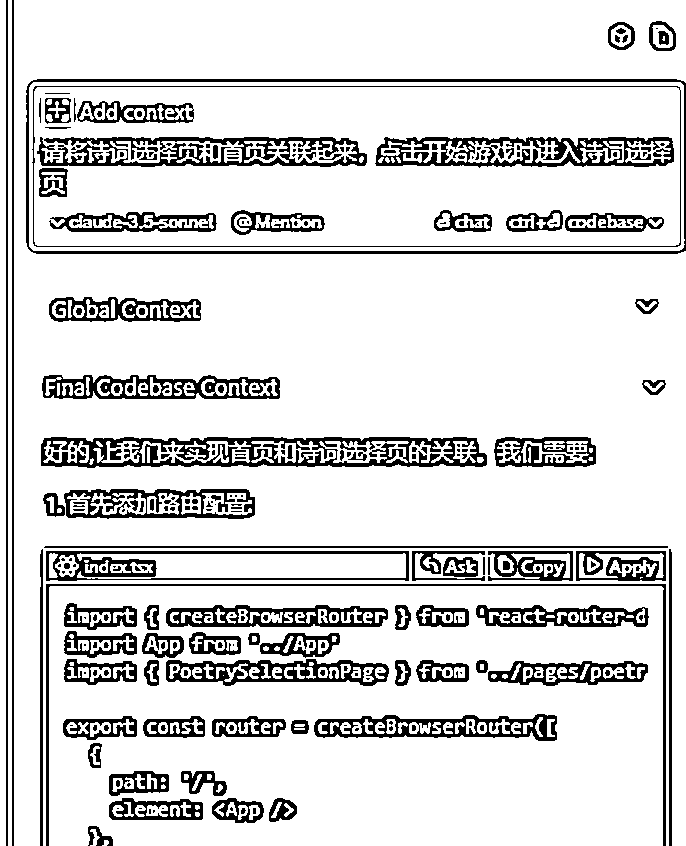 Add context
请将诗词选择页和首页关联起来，点击开始游戏时进入诗词选择
页
claude-3.5-sonnet @Mention chat ctrl+⏎ codebase
Global Context
Final Codebase Context
好的,让我们来实现首页和诗词选择页的关联。我们需要:
1. 首先添加路由配置:
index.tsx Ask Copy Apply
import { createBrowserRouter } from 'react-router-d
import App from '../App'
import { PoetrySelectionPage } from '../pages/poetr
export const router = createBrowserRouter([
{
path: '/',
element: <App />
},